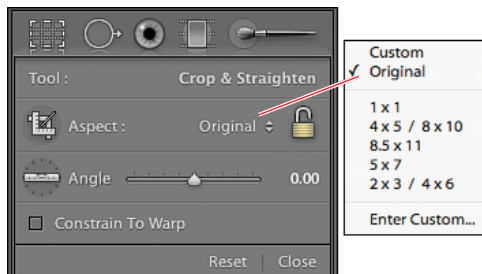 Tool : Crop & Straighten
Aspect : Original
Angle 0.00
Constrain To Warp
Reset | Close
Custom
✓ Original
1 x 1
4 x 5 / 8 x 10
8.5 x 11
5 x 7
2 x 3 / 4 x 6
Enter Custom...